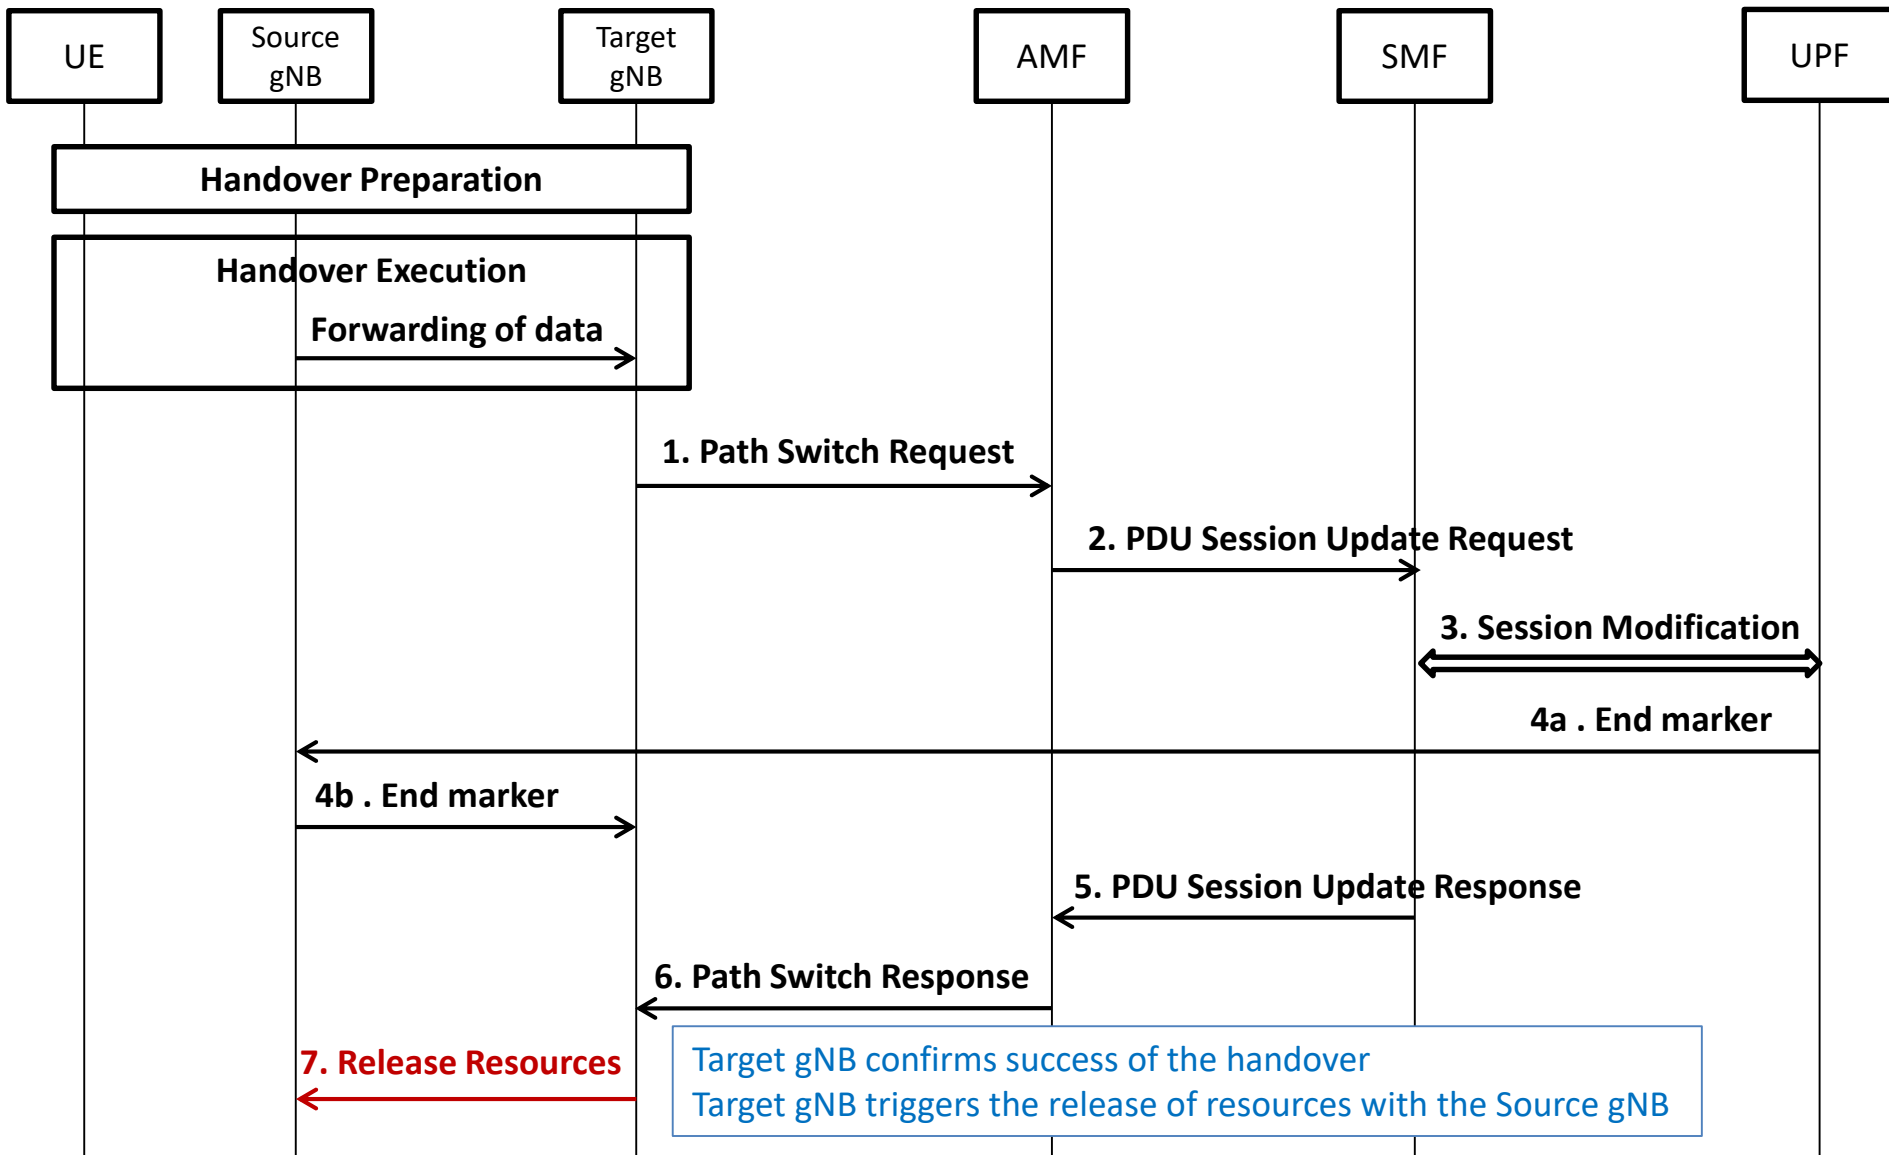 UE
Source
gNB
Target
gNB
AMF
SMF
UPF
Handover Preparation
Handover Execution
Forwarding of data
1. Path Switch Request
2. PDU Session Update Request
3. Session Modification
4a . End marker
4b . End marker
5. PDU Session Update Response
6. Path Switch Response
7. Release Resources
Target gNB confirms success of the handover
Target gNB triggers the release of resources with the Source gNB